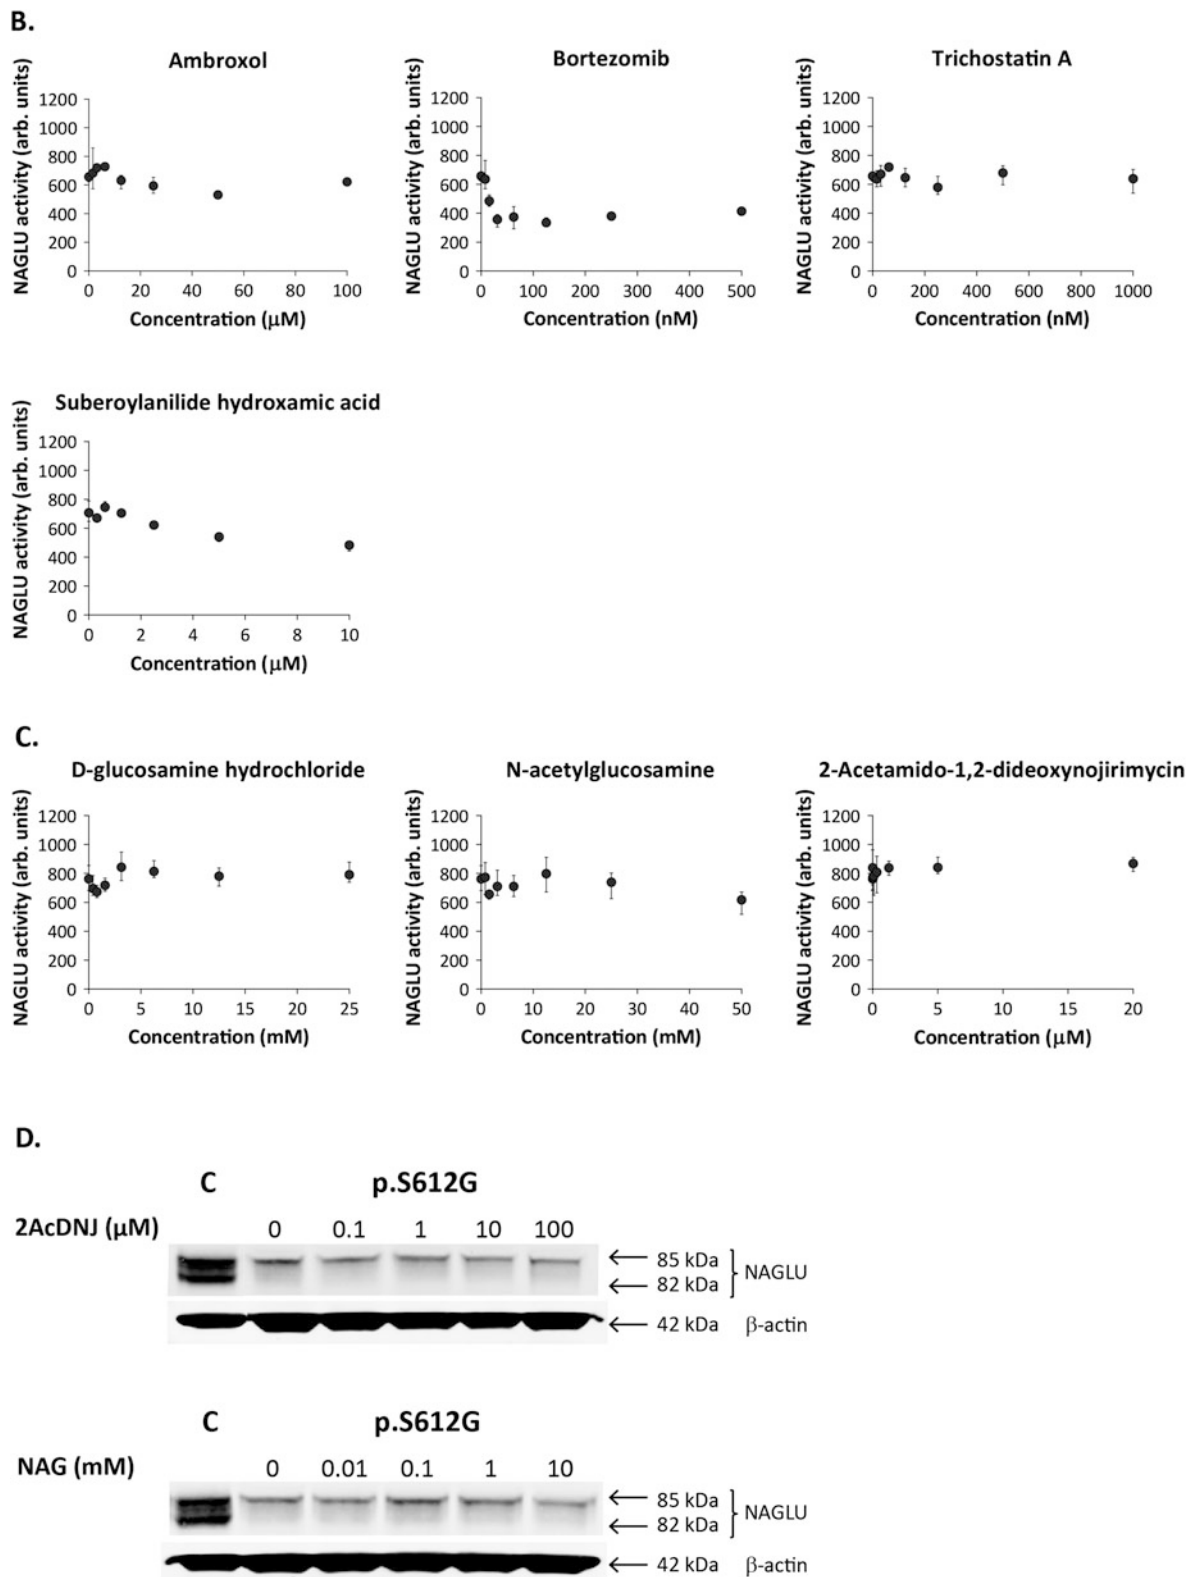 B.
Ambroxol
Bortezomib
Trichostatin A
NAGLU activity (arb. units)
1200
1000
800
600
400
200
0
0 20 40 60 80 100
Concentration (µM)
NAGLU activity (arb. units)
1200
1000
800
600
400
200
0
0 100 200 300 400 500
Concentration (nM)
NAGLU activity (arb. units)
1200
1000
800
600
400
200
0
0 200 400 600 800 1000
Concentration (nM)
Suberoylanilide hydroxamic acid
NAGLU activity (arb. units)
1200
1000
800
600
400
200
0
0 2 4 6 8 10
Concentration (µM)
C.
D-glucosamine hydrochloride
N-acetylglucosamine
2-Acetamido-1,2-dideoxynojirimycin
NAGLU activity (arb. units)
1200
1000
800
600
400
200
0
0 5 10 15 20 25
Concentration (mM)
NAGLU activity (arb. units)
1200
1000
800
600
400
200
0
0 10 20 30 40 50
Concentration (mM)
NAGLU activity (arb. units)
1200
1000
800
600
400
200
0
0 5 10 15 20
Concentration (µM)
D.
C p.S612G
2AcDNJ (µM) 0 0.1 1 10 100
85 kDa
82 kDa
NAGLU
42 kDa β-actin
C p.S612G
NAG (mM) 0 0.01 0.1 1 10
85 kDa
82 kDa
NAGLU
42 kDa β-actin